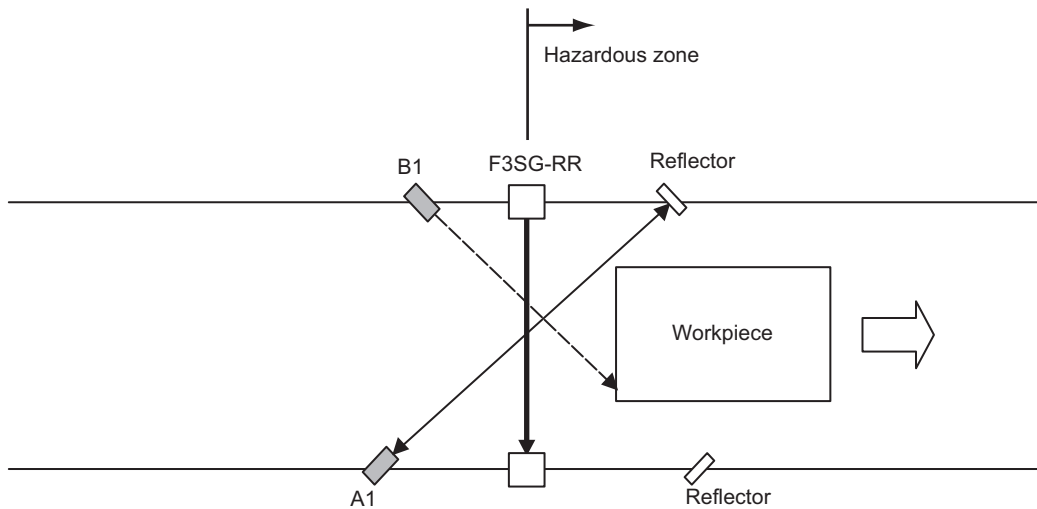 Hazardous zone
B1
F3SG-RR
Reflector
Workpiece
A1
Reflector